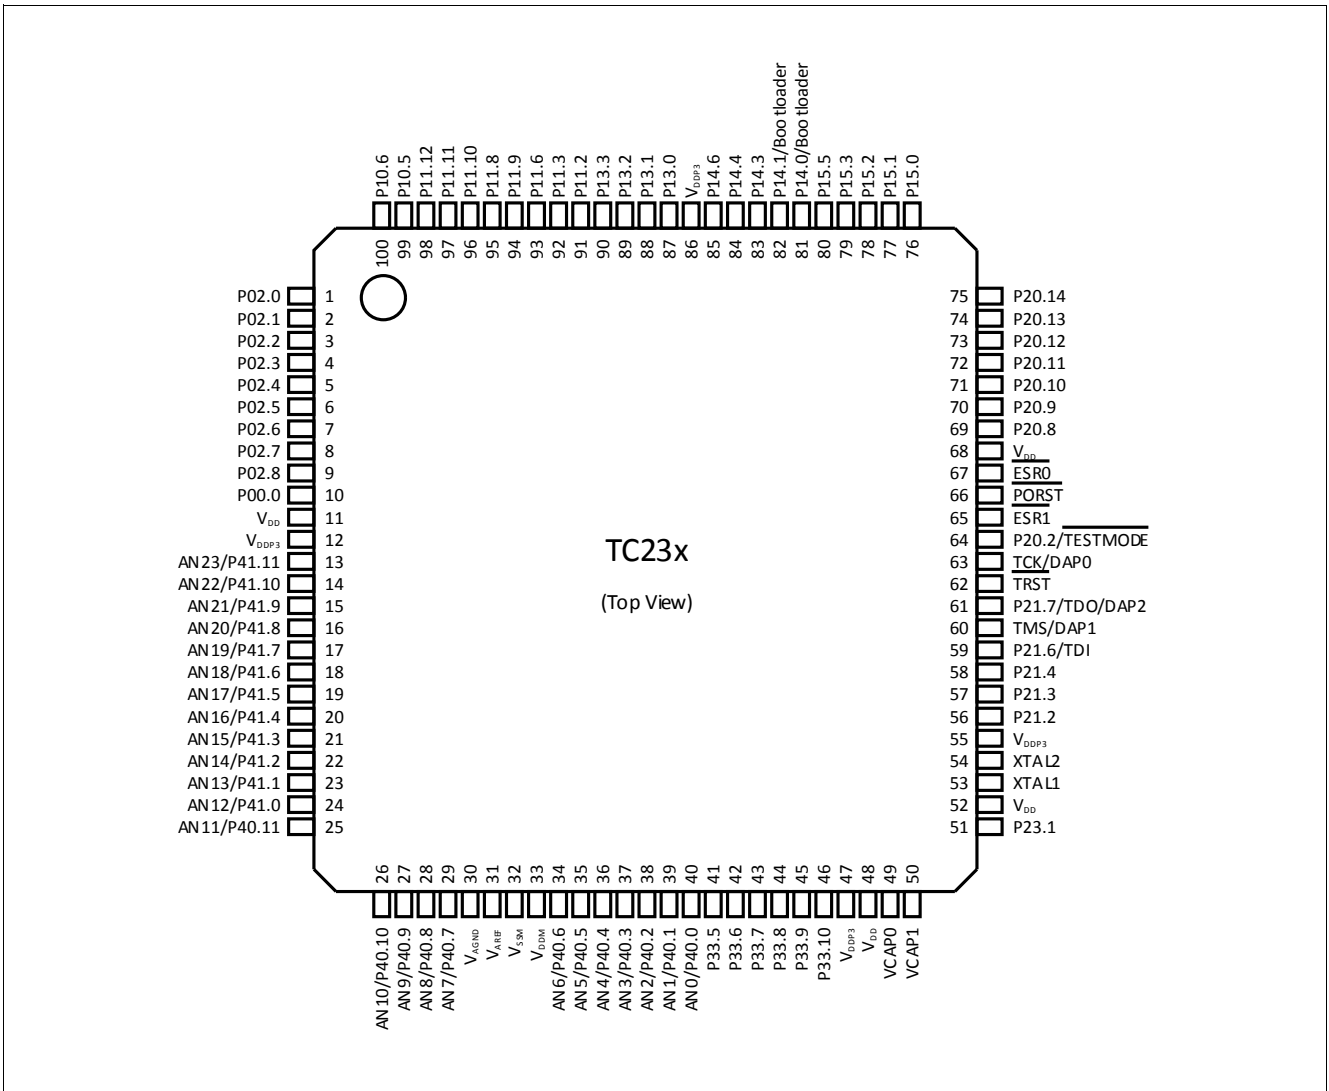 P10.6
P10.5
P11.12
P11.11
P11.10
P11.8
P11.9
P11.6
P11.3
P11.2
P13.3
P13.2
P13.1
P13.0
VDDP3
P14.6
P14.4
P14.3
P14.1/Bootloader
P14.0/Bootloader
P15.5
P15.3
P15.2
P15.1
P15.0
100 99 98 97 96 95 94 93 92 91 90 89 88 87 86 85 84 83 82 81 80 79 78 77 76
P02.0 1
P02.1 2
P02.2 3
P02.3 4
P02.4 5
P02.5 6
P02.6 7
P02.7 8
P02.8 9
P00.0 10
VDD 11
VDDP3 12
AN23/P41.11 13
AN22/P41.10 14
AN21/P41.9 15
AN20/P41.8 16
AN19/P41.7 17
AN18/P41.6 18
AN17/P41.5 19
AN16/P41.4 20
AN15/P41.3 21
AN14/P41.2 22
AN13/P41.1 23
AN12/P41.0 24
AN11/P40.11 25
TC23x
(Top View)
75 P20.14
74 P20.13
73 P20.12
72 P20.11
71 P20.10
70 P20.9
69 P20.8
68 VDD
67 ESR0
66 PORST
65 ESR1
64 P20.2/TESTMODE
63 TCK/DAP0
62 TRST
61 P21.7/TDO/DAP2
60 TMS/DAP1
59 P21.6/TDI
58 P21.4
57 P21.3
56 P21.2
55 VDDP3
54 XTAL2
53 XTAL1
52 VDD
51 P23.1
26 27 28 29 30 31 32 33 34 35 36 37 38 39 40 41 42 43 44 45 46 47 48 49 50
AN10/P40.10
AN9/P40.9
AN8/P40.8
AN7/P40.7
VAGND
VAREF
VSSM
VDDM
AN6/P40.6
AN5/P40.5
AN4/P40.4
AN3/P40.3
AN2/P40.2
AN1/P40.1
AN0/P40.0
P33.5
P33.6
P33.7
P33.8
P33.9
P33.10
VDDP3
VDD
VCAP0
VCAP1